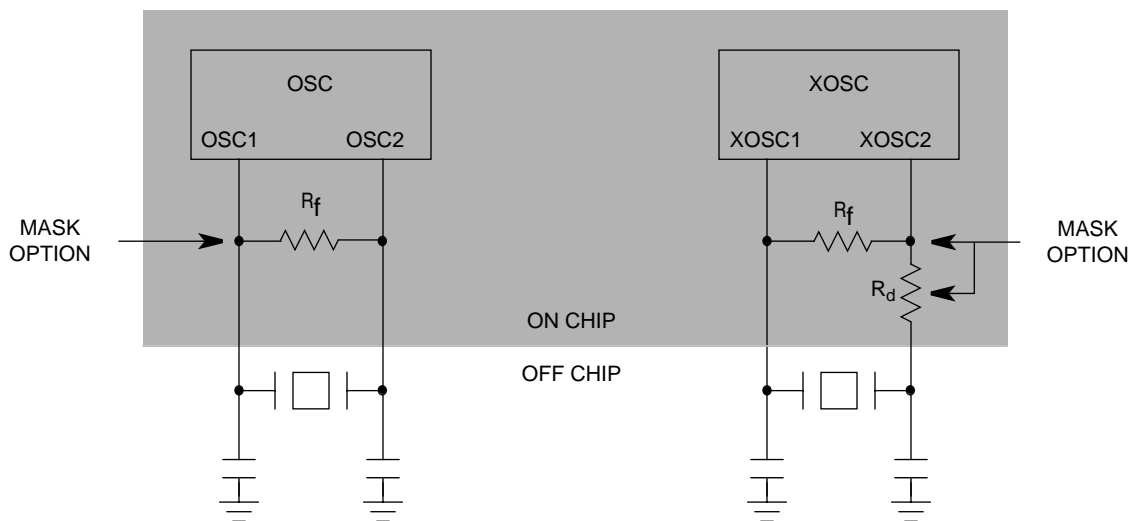 OSC
XOSC
OSC1 OSC2
XOSC1 XOSC2
Rf
Rf
MASK
OPTION
MASK
OPTION
Rd
ON CHIP
OFF CHIP